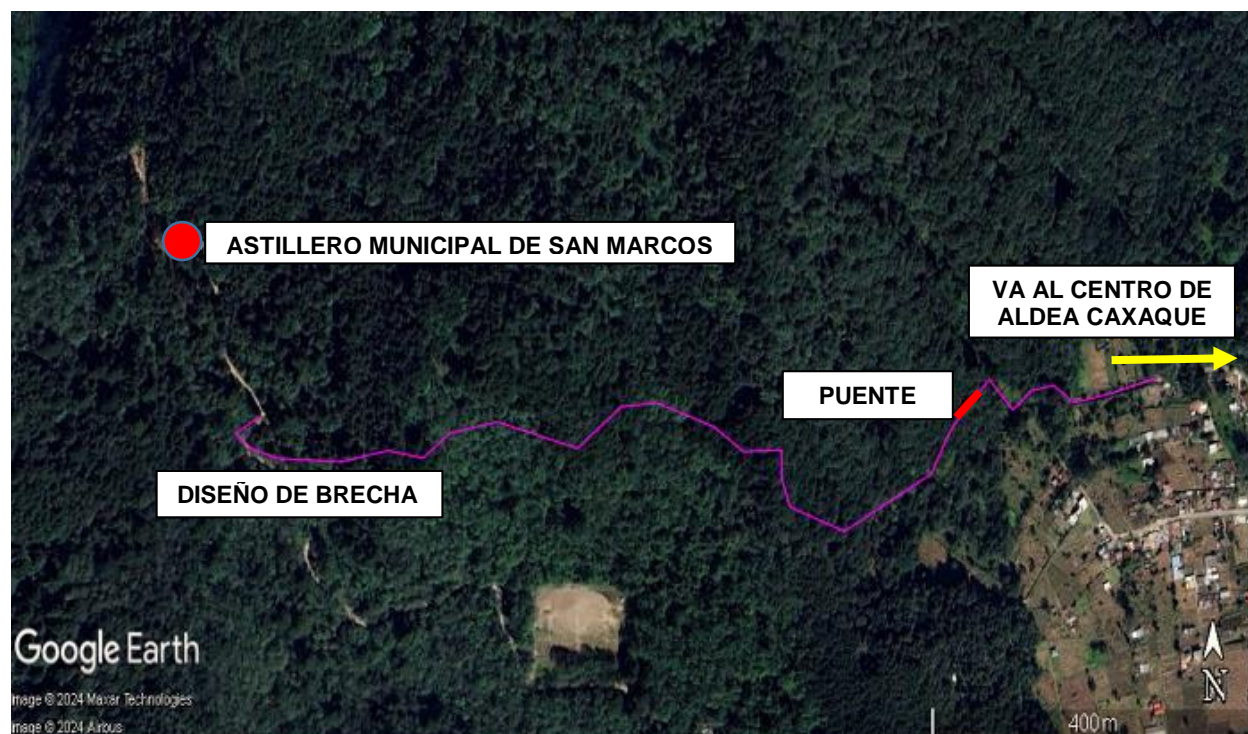 ASTILLERO MUNICIPAL DE SAN MARCOS
VA AL CENTRO DE
ALDEA CAXAQUE
PUENTE
DISEÑO DE BRECHA
Google Earth
Image © 2024 Maxar Technologies
Image © 2024 Airbus
N
400 m